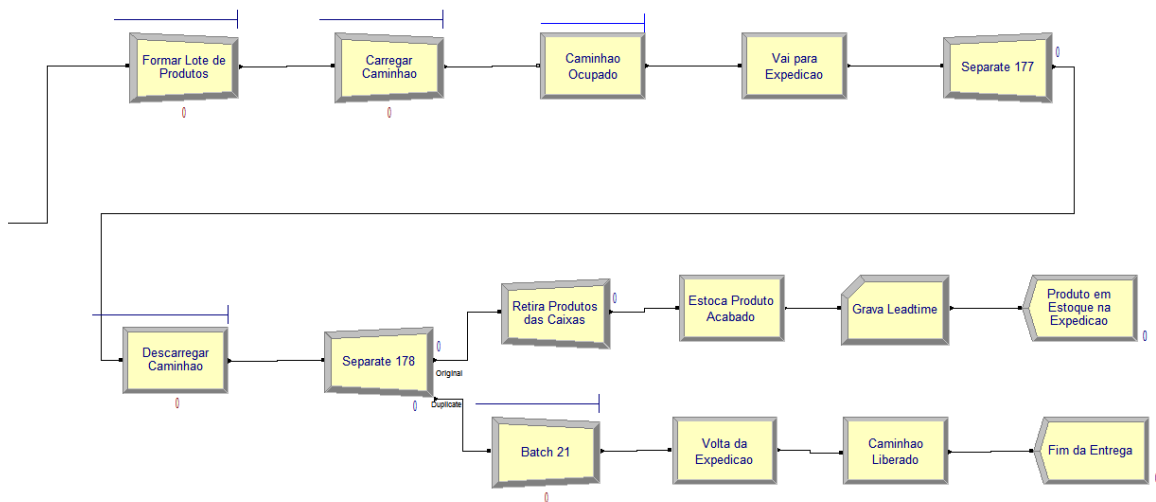 Formar Lote de
Produtos
0
Carregar
Caminhao
0
Caminhao
Ocupado
Vai para
Expedicao
Separate 177
0
Descarregar
Caminhao
0
Separate 178
0
Original
0
Duplicate
Retira Produtos
das Caixas
0
Estoca Produto
Acabado
Grava Leadtime
Produto em
Estoque na
Expedicao
0
Batch 21
0
Volta da
Expedicao
Caminhao
Liberado
Fim da Entrega
0